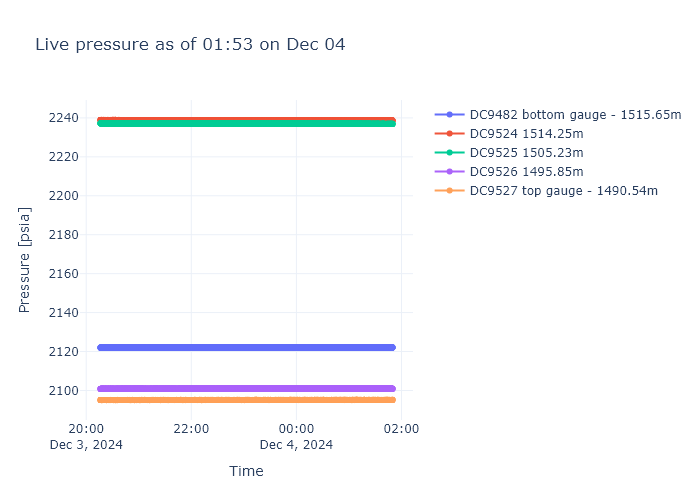 Live pressure as of 01:53 on Dec 04
DC9482 bottom gauge - 1515.65m
DC9524 1514.25m
DC9525 1505.23m
DC9526 1495.85m
DC9527 top gauge - 1490.54m
Pressure [psia]
2240
2220
2200
2180
2160
2140
2120
2100
20:00 22:00 00:00 02:00
Dec 3, 2024 Dec 4, 2024
Time